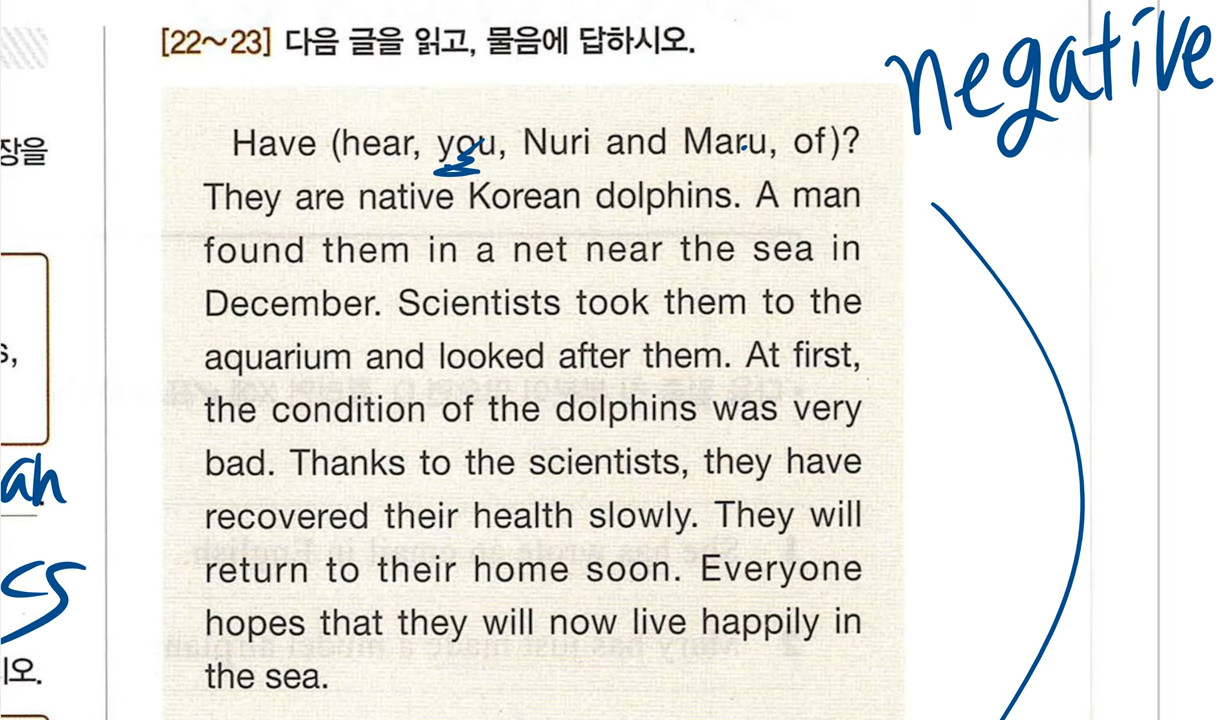 [22~23] 다음 글을 읽고, 물음에 답하시오.
negative
장을
Have (hear, you, Nuri and Maru, of)?
They are native Korean dolphins. A man
found them in a net near the sea in
December. Scientists took them to the
s,
aquarium and looked after them. At first,
the condition of the dolphins was very
bad. Thanks to the scientists, they have
an
recovered their health slowly. They will
return to their home soon. Everyone
cs
hopes that they will now live happily in
the sea.
시오.